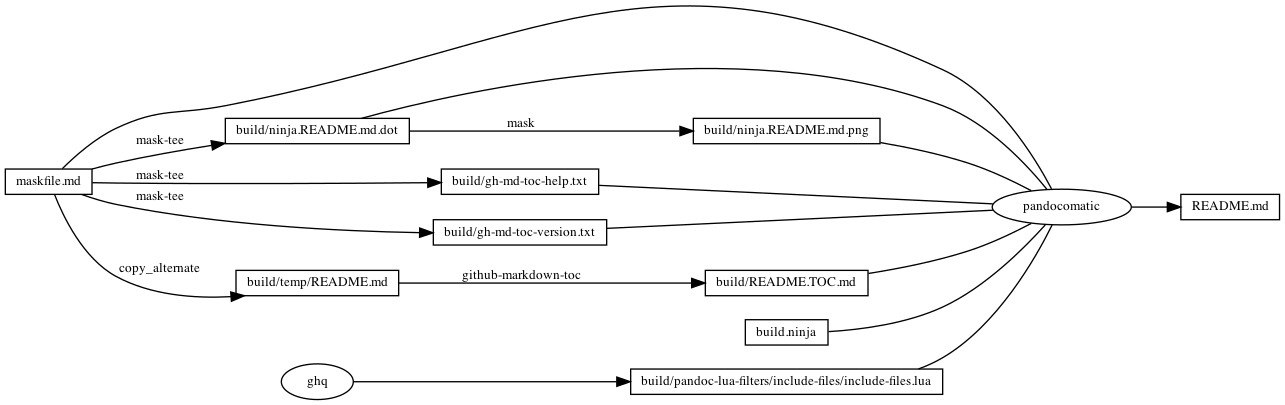 mask-tee
build/ninja.README.md.dot
mask
build/ninja.README.md.png
maskfile.md
mask-tee
build/gh-md-toc-help.txt
mask-tee
build/gh-md-toc-version.txt
pandocomatic
README.md
copy_alternate
build/temp/README.md
github-markdown-toc
build/README.TOC.md
build.ninja
ghq
build/pandoc-lua-filters/include-files/include-files.lua